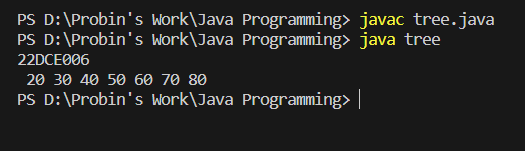 PS D:\Probin's Work\Java Programming> javac tree.java
PS D:\Probin's Work\Java Programming> java tree
22DCE006
 20 30 40 50 60 70 80
PS D:\Probin's Work\Java Programming>